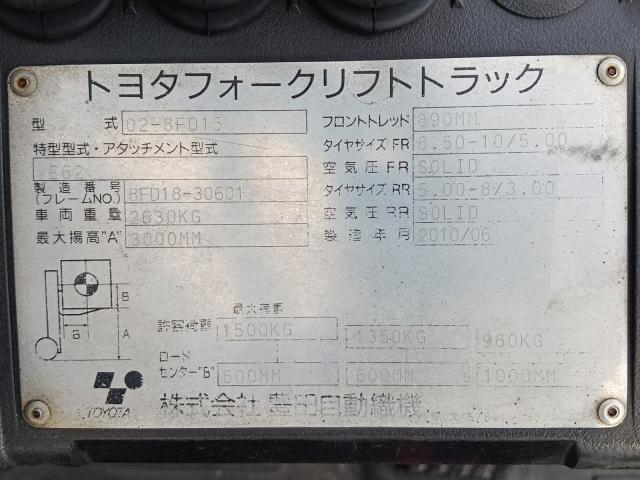 トヨタフォークリフトトラック
型 式 02-8FD15 フロントトレッド 890MM
特型型式・アタッチメント型式 タイヤサイズ FR 6.50-10/5.00
VE62 空気圧 FR SOLID
製造番号 (フレームNO.) 8FD18-30601 タイヤサイズ RR 5.00-8/3.00
車両重量 2630KG 空気圧 RR SOLID
最大揚高"A" 3000MM 製造年月 2010/06
B
B A
最大荷重
許容荷重 1500KG 1350KG 960KG
ロード
センター"B" 500MM 600MM 1000MM
TOYOTA 株式会社 豊田自動織機